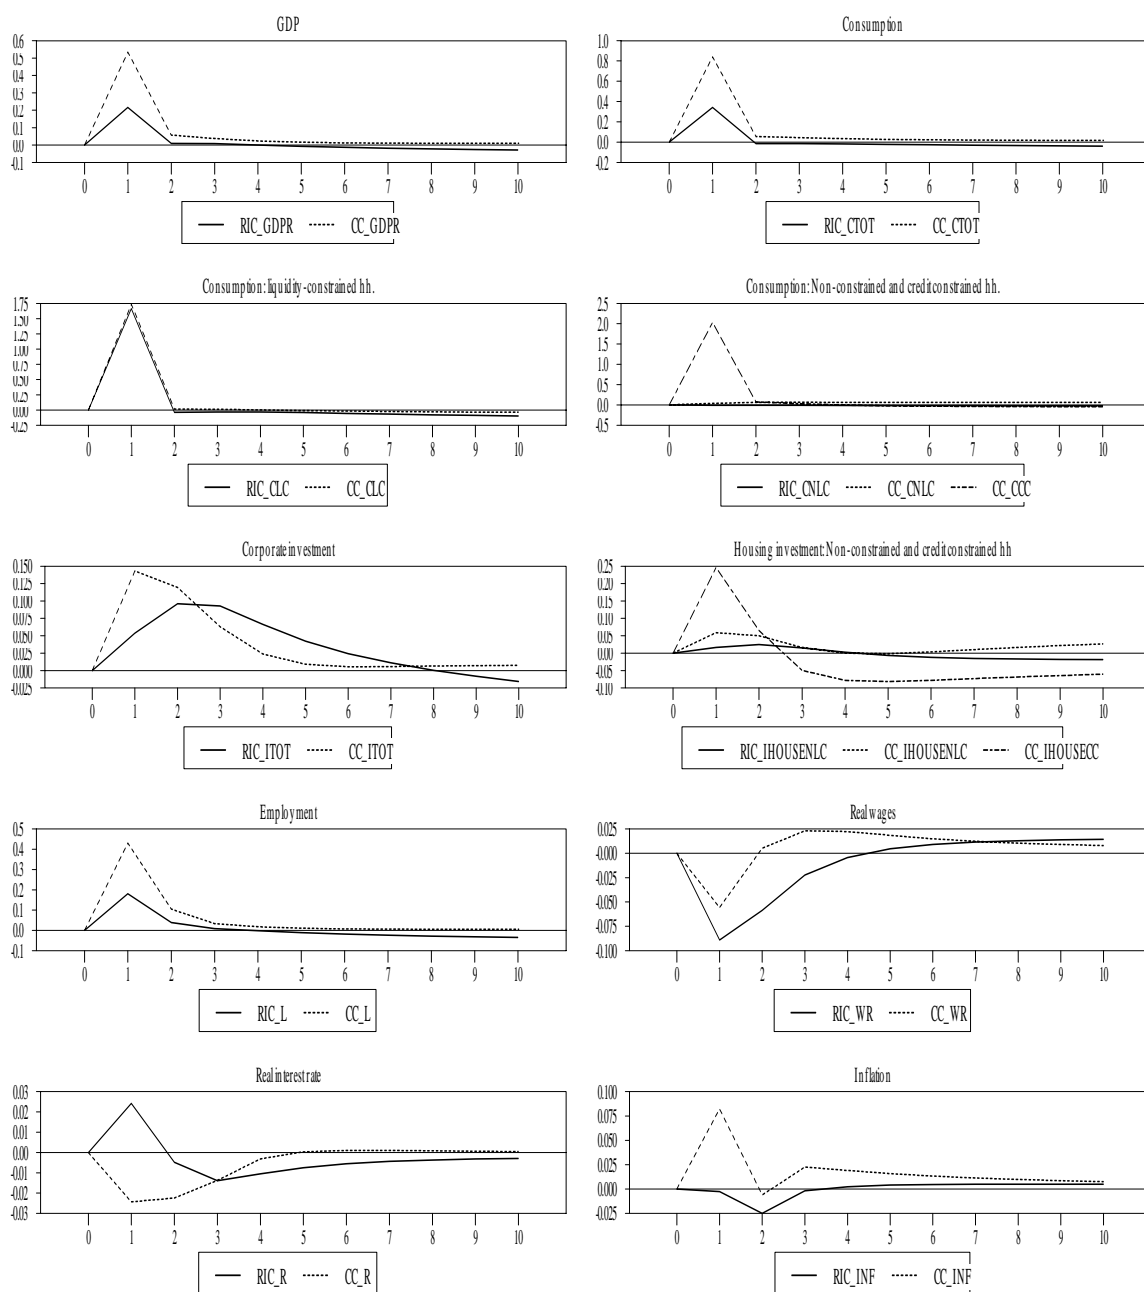 GDP
0.6
0.5
0.4
0.3
0.2
0.1
0.0
-0.1
0 1 2 3 4 5 6 7 8 9 10
RIC_GDPR CC_GDPR
Consumption
1.0
0.8
0.6
0.4
0.2
0.0
-0.2
0 1 2 3 4 5 6 7 8 9 10
RIC_CTOT CC_CTOT
Consumption: liquidity-constrained hh.
1.75
1.50
1.25
1.00
0.75
0.50
0.25
0.00
-0.25
0 1 2 3 4 5 6 7 8 9 10
RIC_CLC CC_CLC
Consumption: Non-constrained and credit constrained hh.
2.5
2.0
1.5
1.0
0.5
0.0
-0.5
0 1 2 3 4 5 6 7 8 9 10
RIC_CNLC CC_CNLC CC_CCC
Corporate investment
0.150
0.125
0.100
0.075
0.050
0.025
0.000
-0.025
0 1 2 3 4 5 6 7 8 9 10
RIC_ITOT CC_ITOT
Housing investment: Non-constrained and credit constrained hh
0.25
0.20
0.15
0.10
0.05
0.00
-0.05
-0.10
0 1 2 3 4 5 6 7 8 9 10
RIC_IHOUSENLC CC_IHOUSENLC CC_IHOUSECC
Employment
0.5
0.4
0.3
0.2
0.1
0.0
-0.1
0 1 2 3 4 5 6 7 8 9 10
RIC_L CC_L
Real wages
0.025
-0.000
-0.025
-0.050
-0.075
-0.100
0 1 2 3 4 5 6 7 8 9 10
RIC_WR CC_WR
Real interest rate
0.03
0.02
0.01
0.00
-0.01
-0.02
-0.03
0 1 2 3 4 5 6 7 8 9 10
RIC_R CC_R
Inflation
0.100
0.075
0.050
0.025
0.000
-0.025
0 1 2 3 4 5 6 7 8 9 10
RIC_INF CC_INF